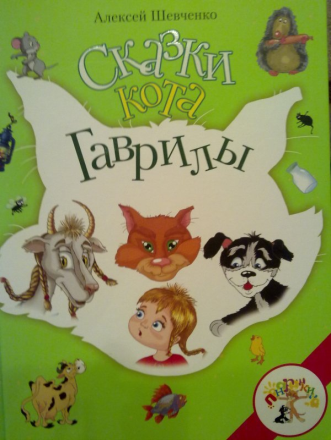 Алексей Шевченко
Сказки
кота
Гаврилы